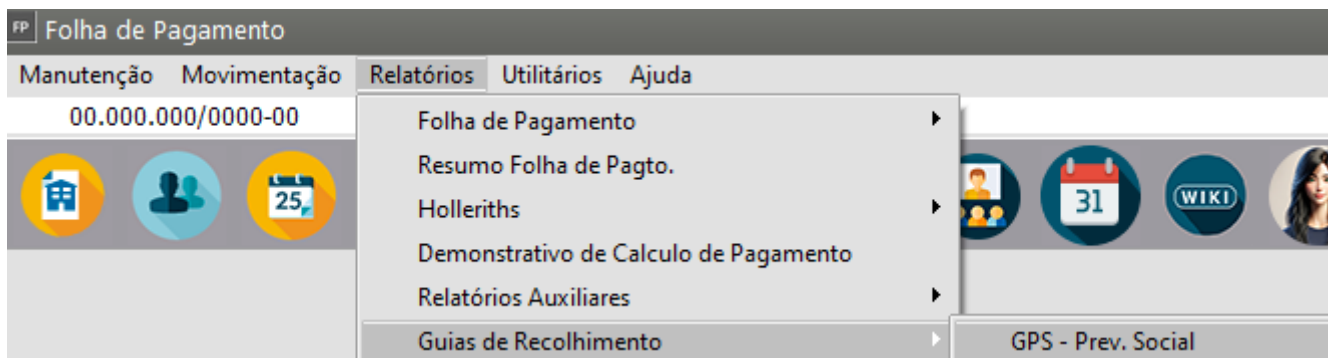 FP Folha de Pagamento
Manutenção Movimentação Relatórios Utilitários Ajuda
00.000.000/0000-00
Folha de Pagamento
Resumo Folha de Pagto.
Holleriths
Demonstrativo de Calculo de Pagamento
Relatórios Auxiliares
Guias de Recolhimento
GPS - Prev. Social
25
31
WIKI